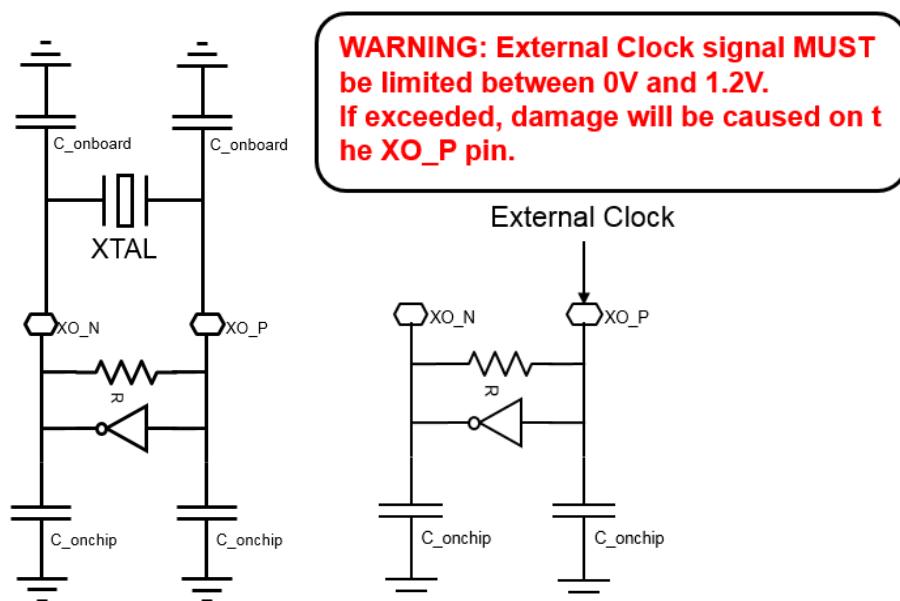 WARNING: External Clock signal MUST
be limited between 0V and 1.2V.
If exceeded, damage will be caused on t
he XO_P pin.
C_onboard
C_onboard
XTAL
External Clock
XO_N
XO_P
XO_N
XO_P
R
R
C_onchip
C_onchip
C_onchip
C_onchip